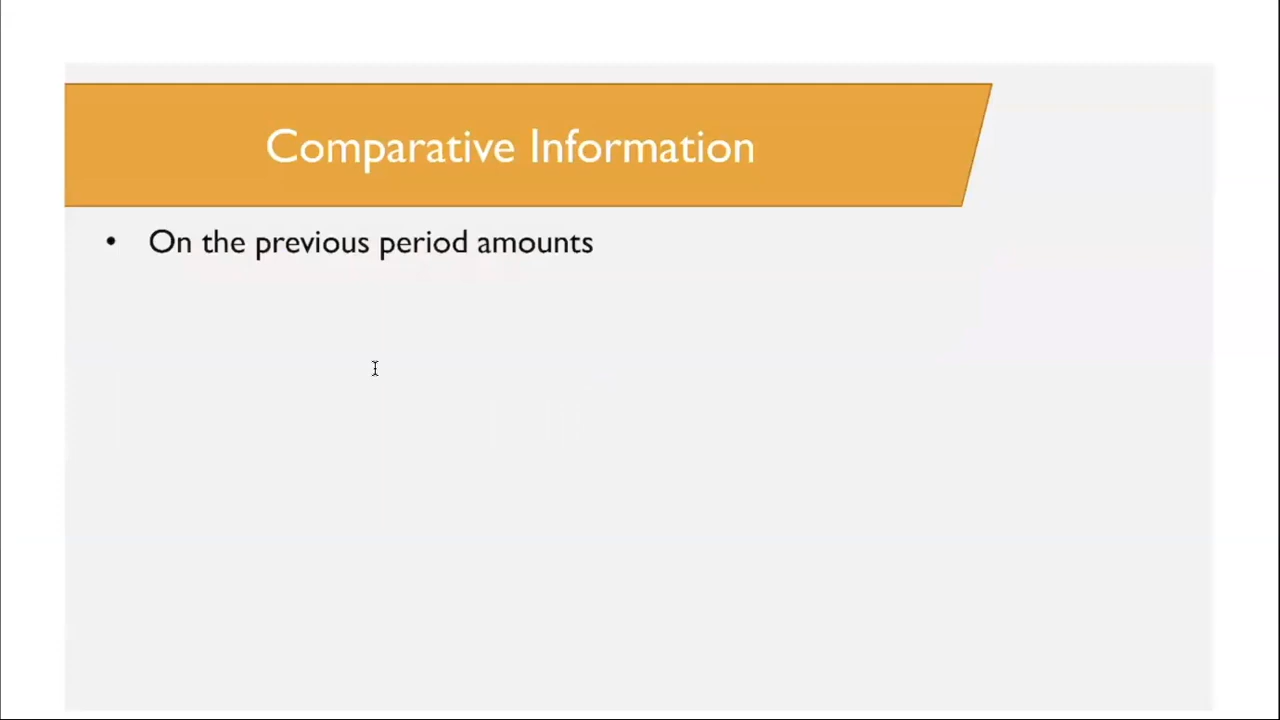 Comparative Information
• On the previous period amounts